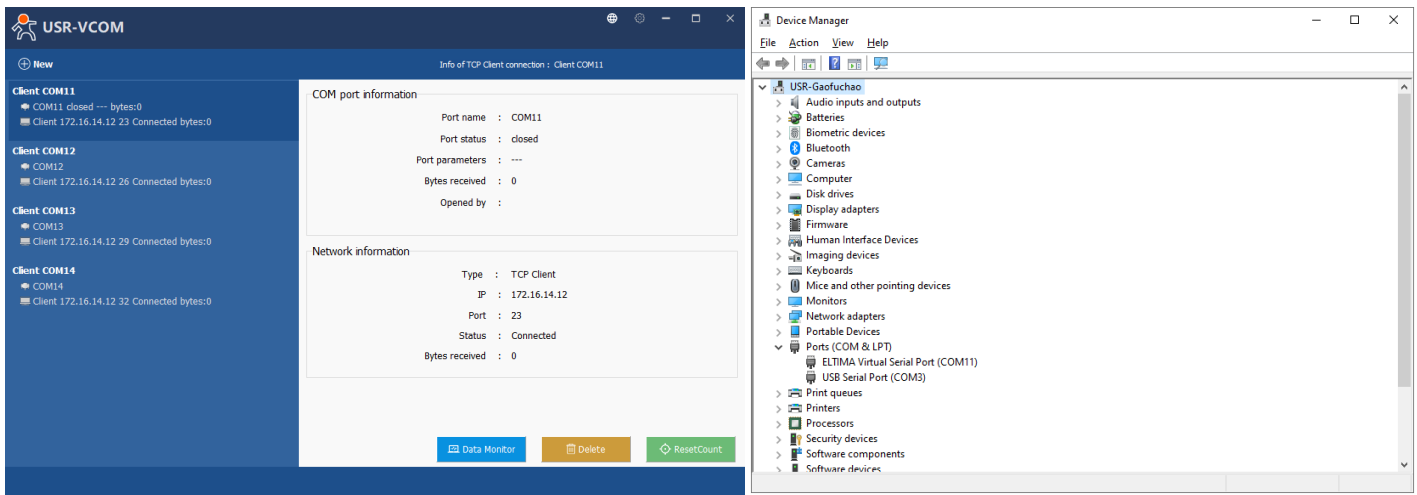 USR-VCOM
New
Info of TCP Client connection : Client COM11
Client COM11
COM11 closed --- bytes:0
Client 172.16.14.12 23 Connected bytes:0
Client COM12
COM12
Client 172.16.14.12 26 Connected bytes:0
Client COM13
COM13
Client 172.16.14.12 29 Connected bytes:0
Client COM14
COM14
Client 172.16.14.12 32 Connected bytes:0
COM port information
Port name : COM11
Port status : closed
Port parameters : ---
Bytes received : 0
Opened by :
Network information
Type : TCP Client
IP : 172.16.14.12
Port : 23
Status : Connected
Bytes received : 0
Data Monitor
Delete
ResetCount
Device Manager
File Action View Help
USR-Gaofuchao
Audio inputs and outputs
Batteries
Biometric devices
Bluetooth
Cameras
Computer
Disk drives
Display adapters
Firmware
Human Interface Devices
Imaging devices
Keyboards
Mice and other pointing devices
Monitors
Network adapters
Portable Devices
Ports (COM & LPT)
ELTIMA Virtual Serial Port (COM11)
USB Serial Port (COM3)
Print queues
Printers
Processors
Security devices
Software components
Software devices